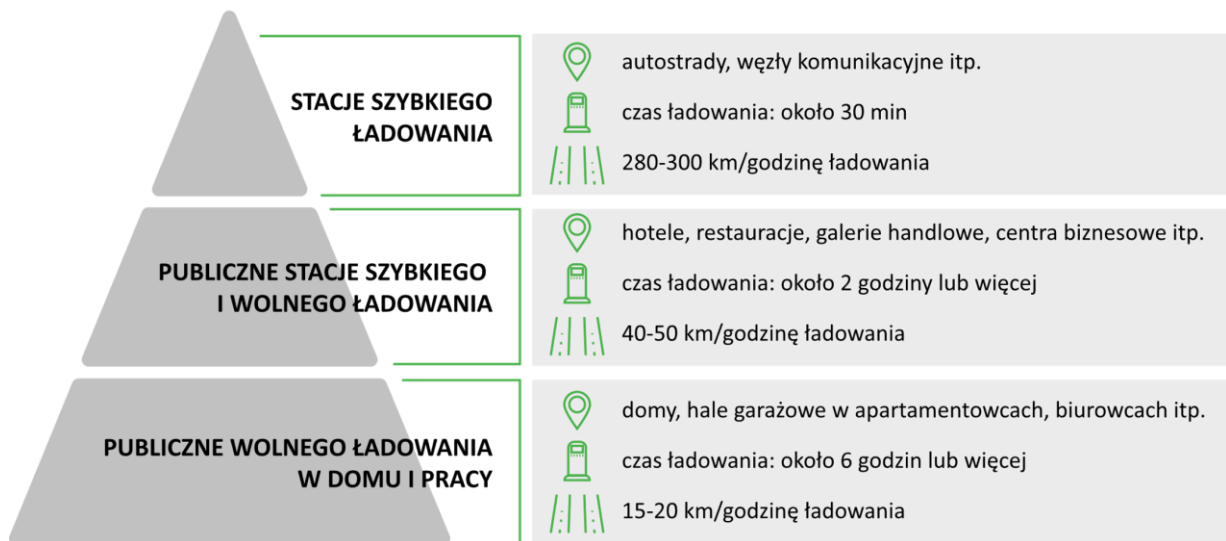 STACJE SZYBKIEGO
ŁADOWANIA
autostrady, węzły komunikacyjne itp.
czas ładowania: około 30 min
280-300 km/godzinę ładowania
PUBLICZNE STACJE SZYBKIEGO
I WOLNEGO ŁADOWANIA
hotele, restauracje, galerie handlowe, centra biznesowe itp.
czas ładowania: około 2 godziny lub więcej
40-50 km/godzinę ładowania
PUBLICZNE WOLNEGO ŁADOWANIA
W DOMU I PRACY
domy, hale garażowe w apartamentowcach, biurowcach itp.
czas ładowania: około 6 godzin lub więcej
15-20 km/godzinę ładowania